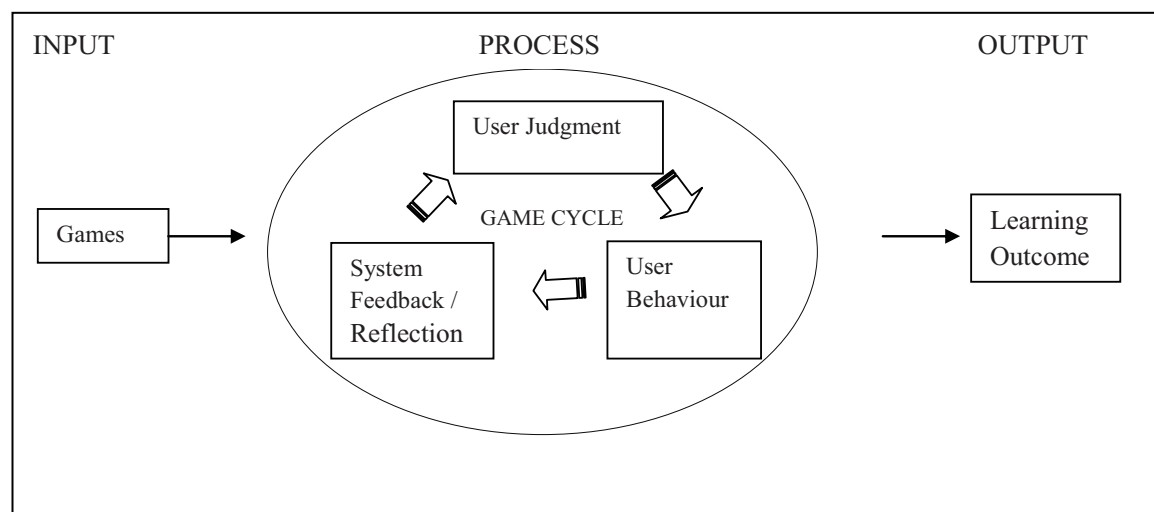 INPUT
PROCESS
OUTPUT
User Judgment
GAME CYCLE
Games
System
Feedback /
Reflection
User
Behaviour
Learning
Outcome